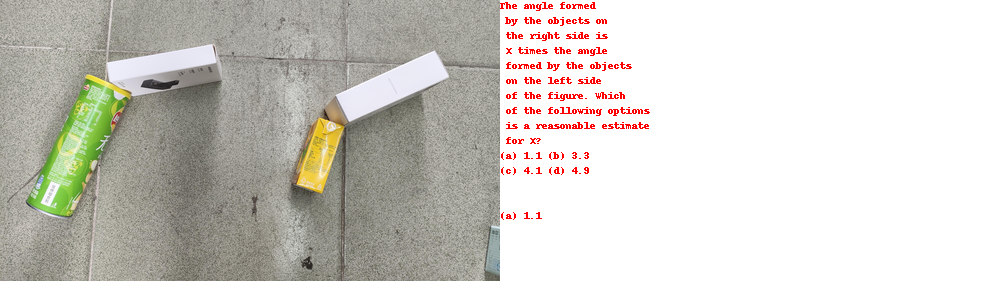 The angle formed
by the objects on
the right side is
X times the angle
formed by the objects
on the left side
of the figure. Which
of the following options
is a reasonable estimate
for X?
(a) 1.1 (b) 3.3
(c) 4.1 (d) 4.9
(a) 1.1